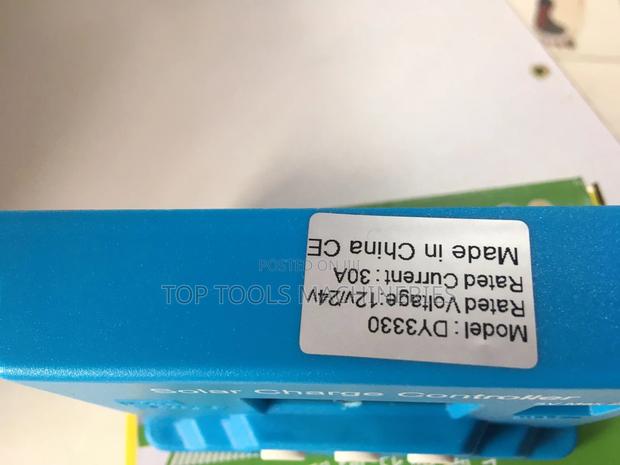 Model : DY3330
Rated Voltage:12v/24v
Rated Current : 30A
Made in China CE
POSTED ON JIJI
TOP TOOLS MACHINERIES
Solar Charge Controller